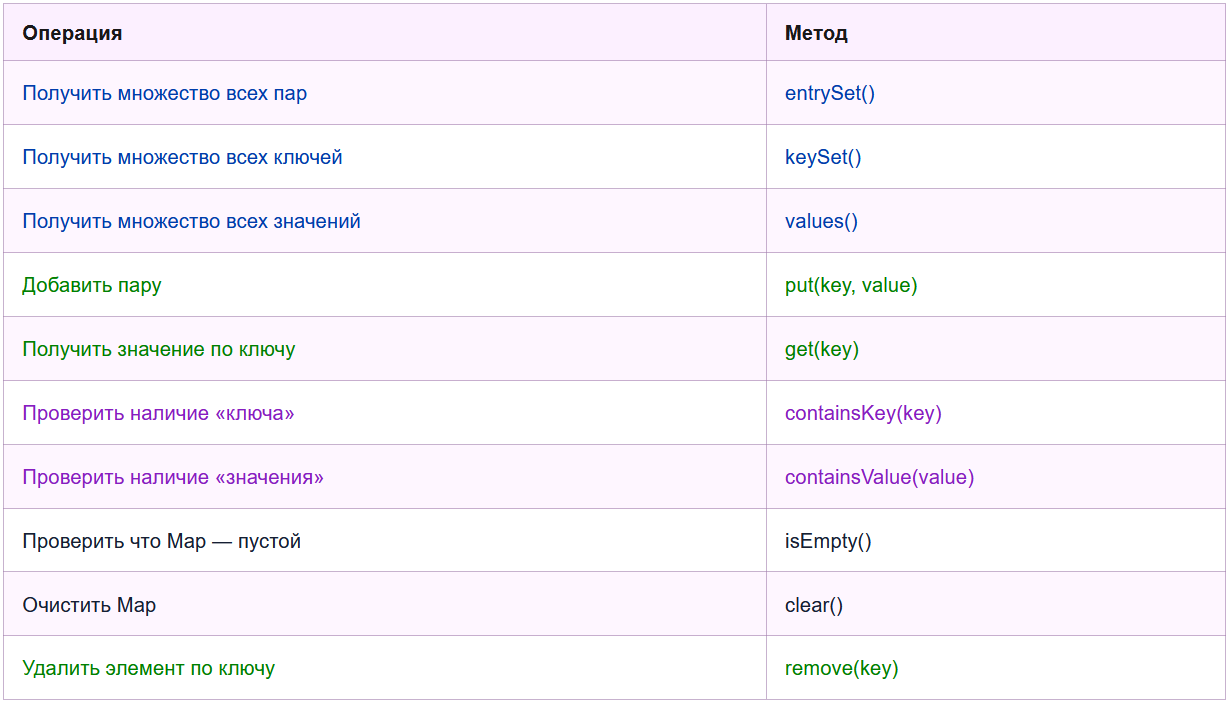 Операция Метод
Получить множество всех пар entrySet()
Получить множество всех ключей keySet()
Получить множество всех значений values()
Добавить пару put(key, value)
Получить значение по ключу get(key)
Проверить наличие «ключа» containsKey(key)
Проверить наличие «значения» containsValue(value)
Проверить что Map — пустой isEmpty()
Очистить Map clear()
Удалить элемент по ключу remove(key)